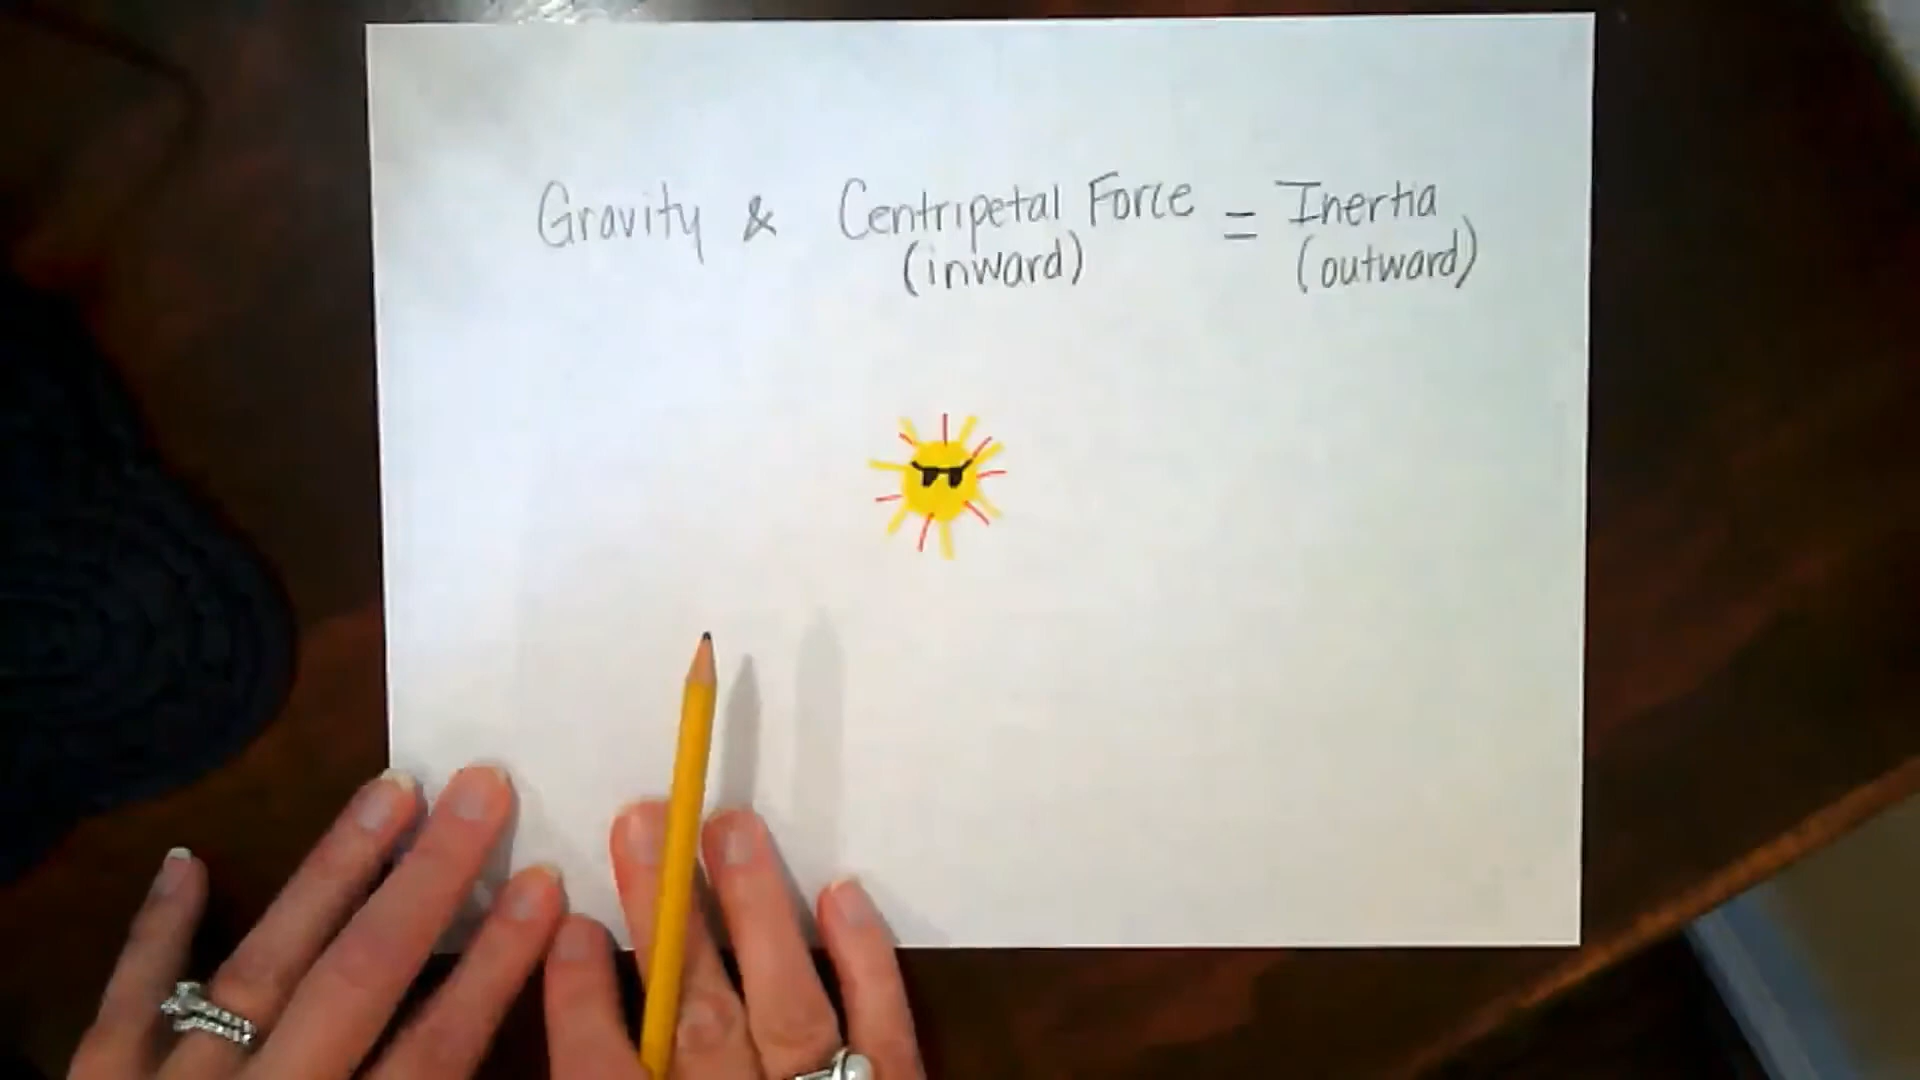 Gravity & Centripetal Force = Inertia
(inward) (outward)